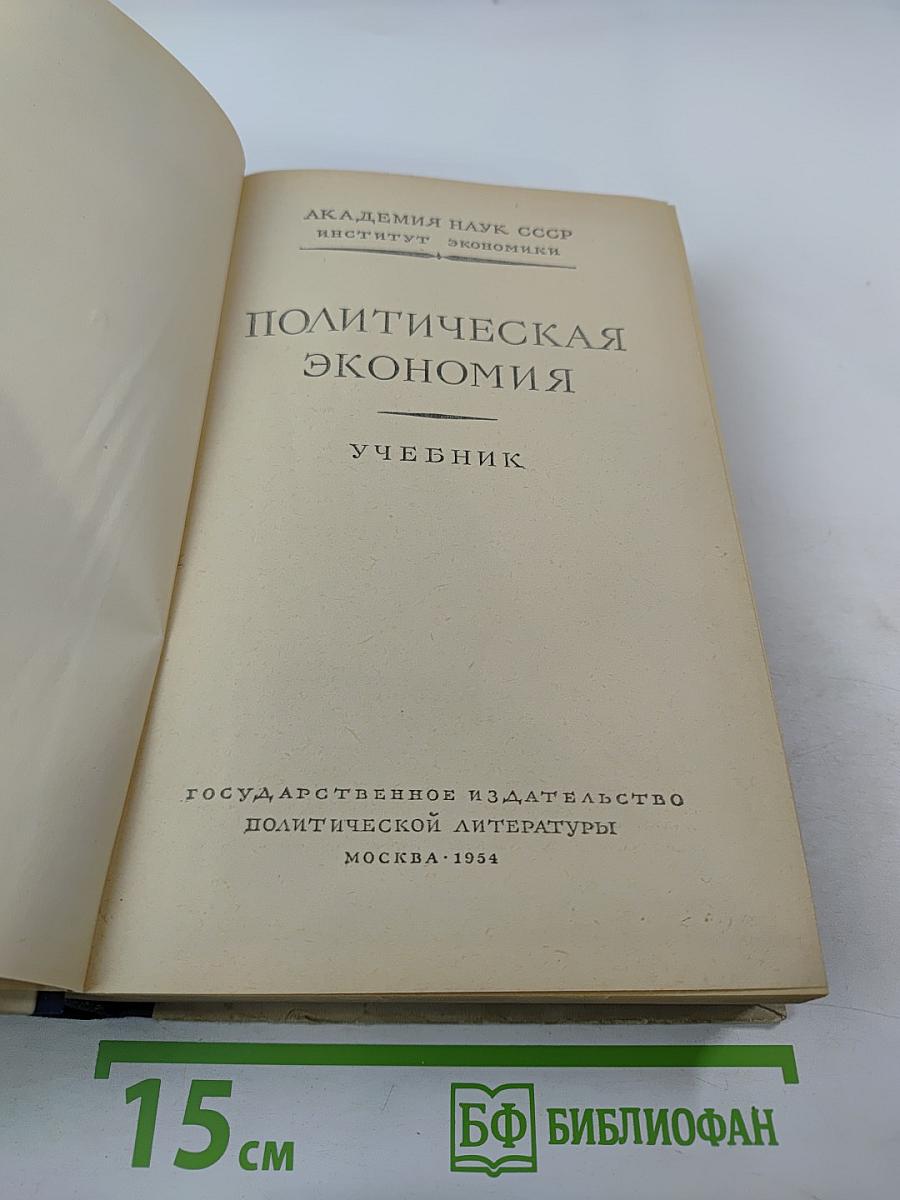 АКАДЕМИЯ НАУК СССР
ИНСТИТУТ ЭКОНОМИКИ
ПОЛИТИЧЕСКАЯ
ЭКОНОМИЯ
УЧЕБНИК
ГОСУДАРСТВЕННОЕ ИЗДАТЕЛЬСТВО
ПОЛИТИЧЕСКОЙ ЛИТЕРАТУРЫ
МОСКВА · 1954
15 см
БФ БИБЛИОФАН